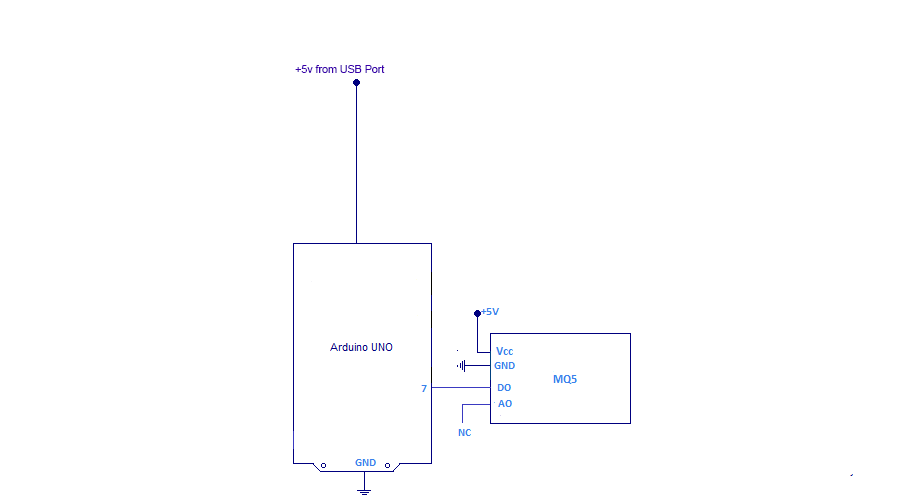 +5v from USB Port
+5V
Arduino UNO
Vcc
GND
MQ5
7
DO
AO
NC
GND